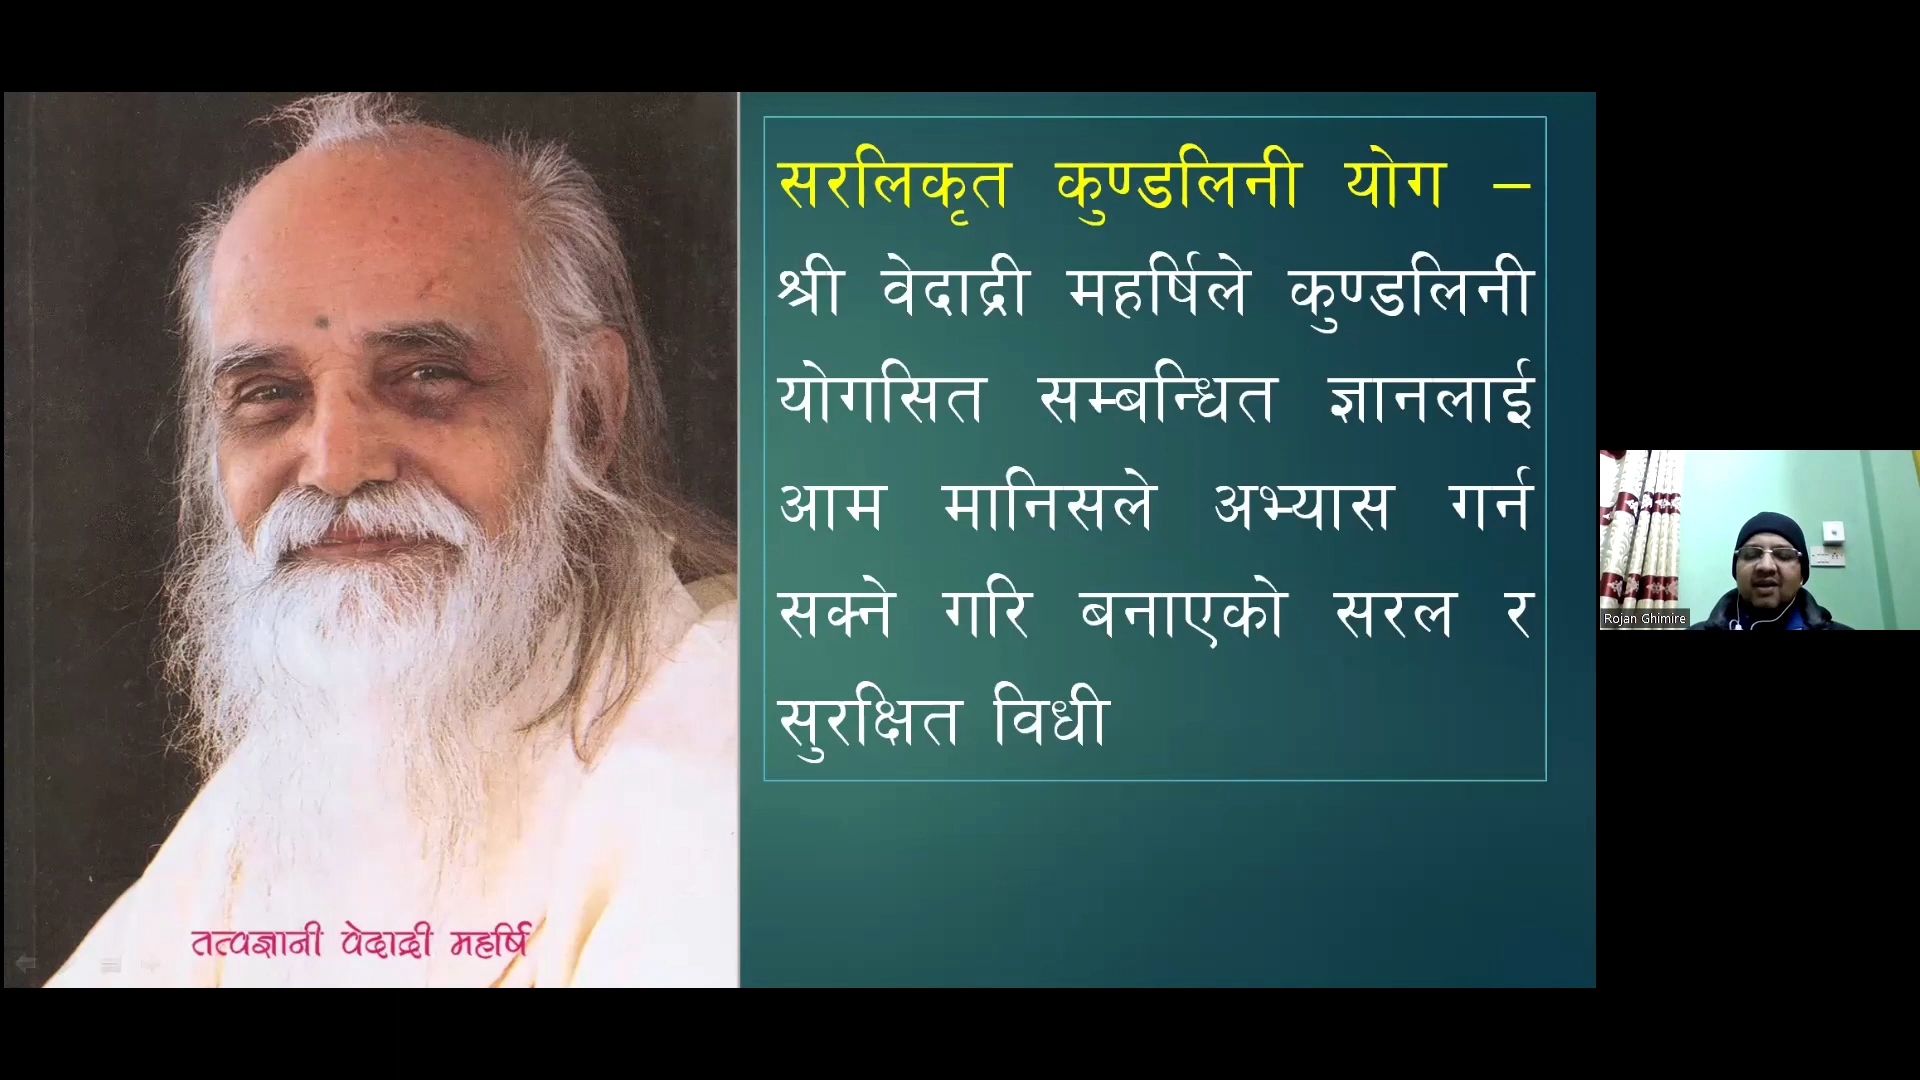 सरलिकृत कुण्डलिनी योग –
श्री वेदाद्री महर्षिले कुण्डलिनी
योगसित सम्बन्धित ज्ञानलाई
आम मानिसले अभ्यास गर्न
सक्ने गरि बनाएको सरल र
सुरक्षित विधी
तत्वज्ञानी वेदाद्री महर्षि
Rojan Ghimire